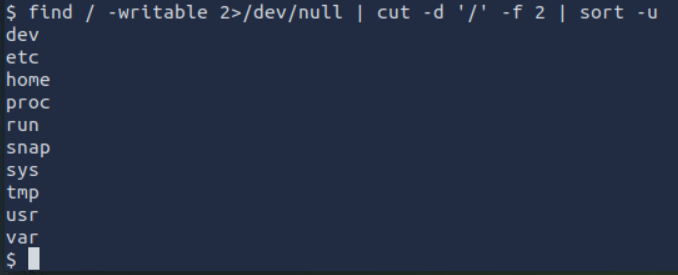 $ find / -writable 2>/dev/null | cut -d '/' -f 2 | sort -u
dev
etc
home
proc
run
snap
sys
tmp
usr
var
$